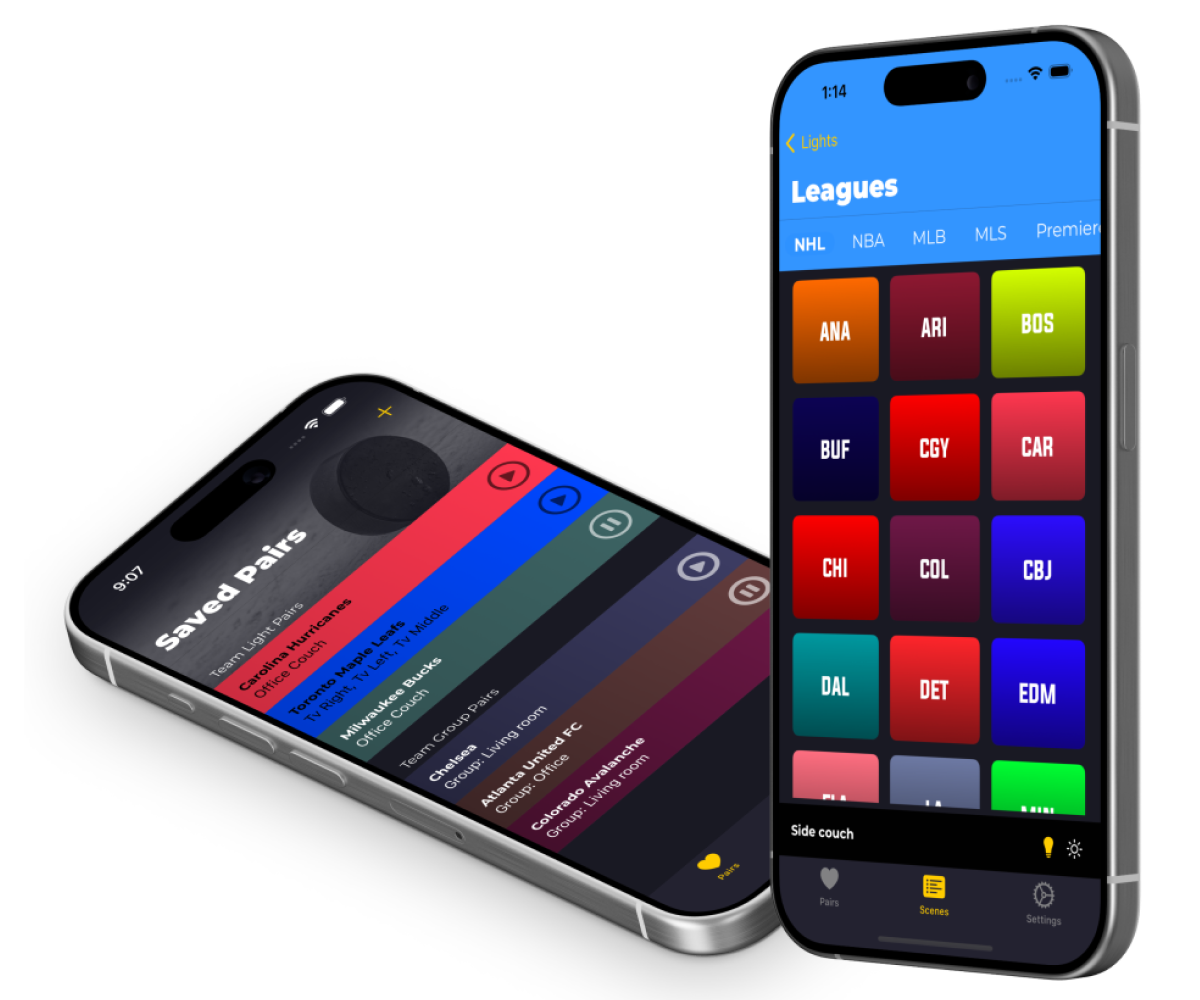 9:07
Saved Pairs
Team Light Pairs
Carolina Hurricanes
Office Couch
Toronto Maple Leafs
Tv Right, Tv Left, Tv Middle
Milwaukee Bucks
Office Couch
Team Group Pairs
Chelsea
Group: Living room
Atlanta United FC
Group: Office
Colorado Avalanche
Group: Living room
Pairs
1:14
Lights
Leagues
NHL NBA MLB MLS Premier
ANA ARI BOS
BUF CGY CAR
CHI COL CBJ
DAL DET EDM
FLA LA MIN
Side couch
Pairs Scenes Settings